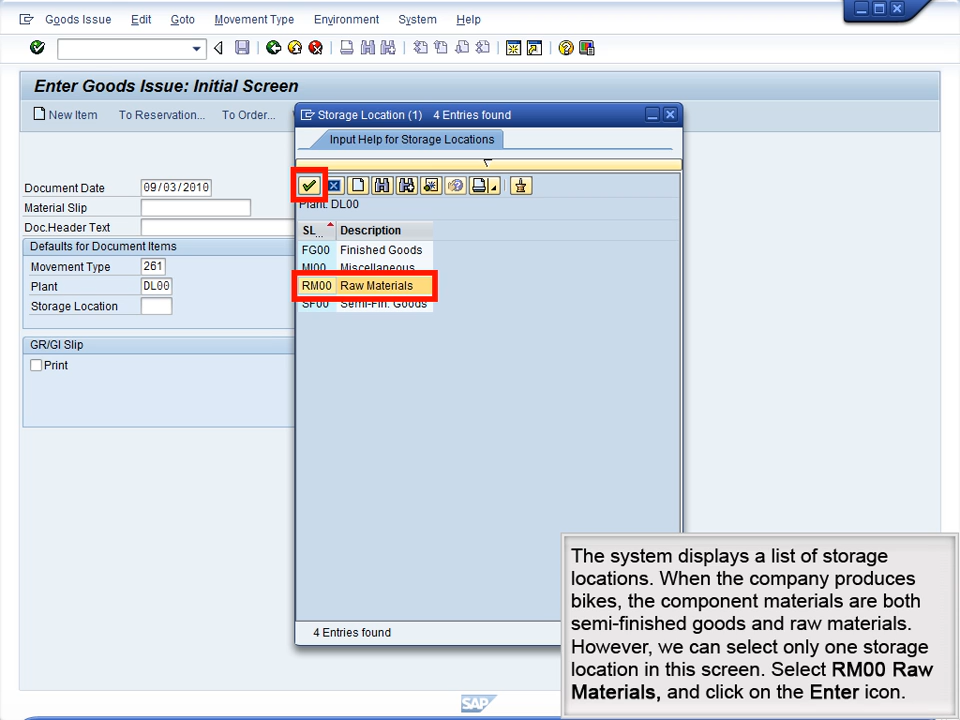 Goods Issue Edit Goto Movement Type Environment System Help
Enter Goods Issue: Initial Screen
New Item To Reservation... To Order...
Storage Location (1) 4 Entries found
Input Help for Storage Locations
Plant: DL00
SL... Description
FG00 Finished Goods
MI00 Miscellaneous
RM00 Raw Materials
SF00 Semi-Fin. Goods
4 Entries found
Document Date 09/03/2010
Material Slip
Doc.Header Text
Defaults for Document Items
Movement Type 261
Plant DL00
Storage Location
GR/GI Slip
Print
The system displays a list of storage
locations. When the company produces
bikes, the component materials are both
semi-finished goods and raw materials.
However, we can select only one storage
location in this screen. Select RM00 Raw
Materials, and click on the Enter icon.
SAP